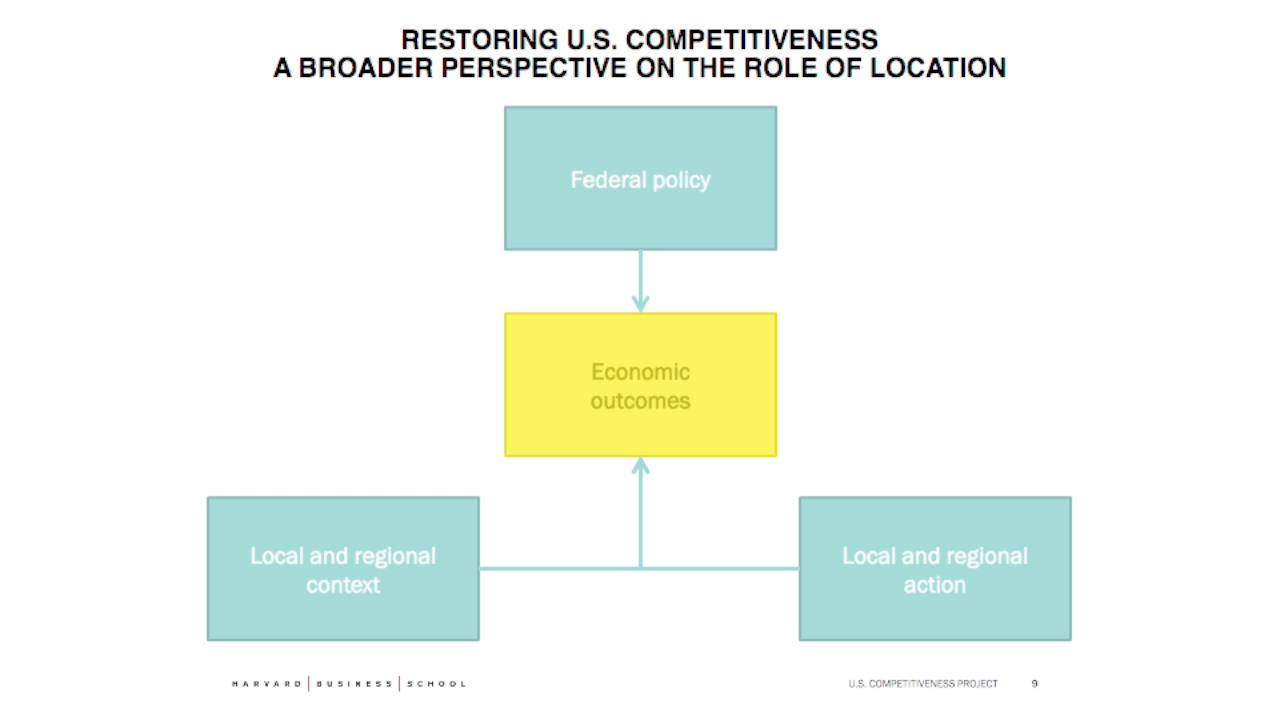 RESTORING U.S. COMPETITIVENESS
A BROADER PERSPECTIVE ON THE ROLE OF LOCATION
Federal policy
Economic
outcomes
Local and regional
context
Local and regional
action
HARVARD | BUSINESS | SCHOOL
U.S. COMPETITIVENESS PROJECT 9